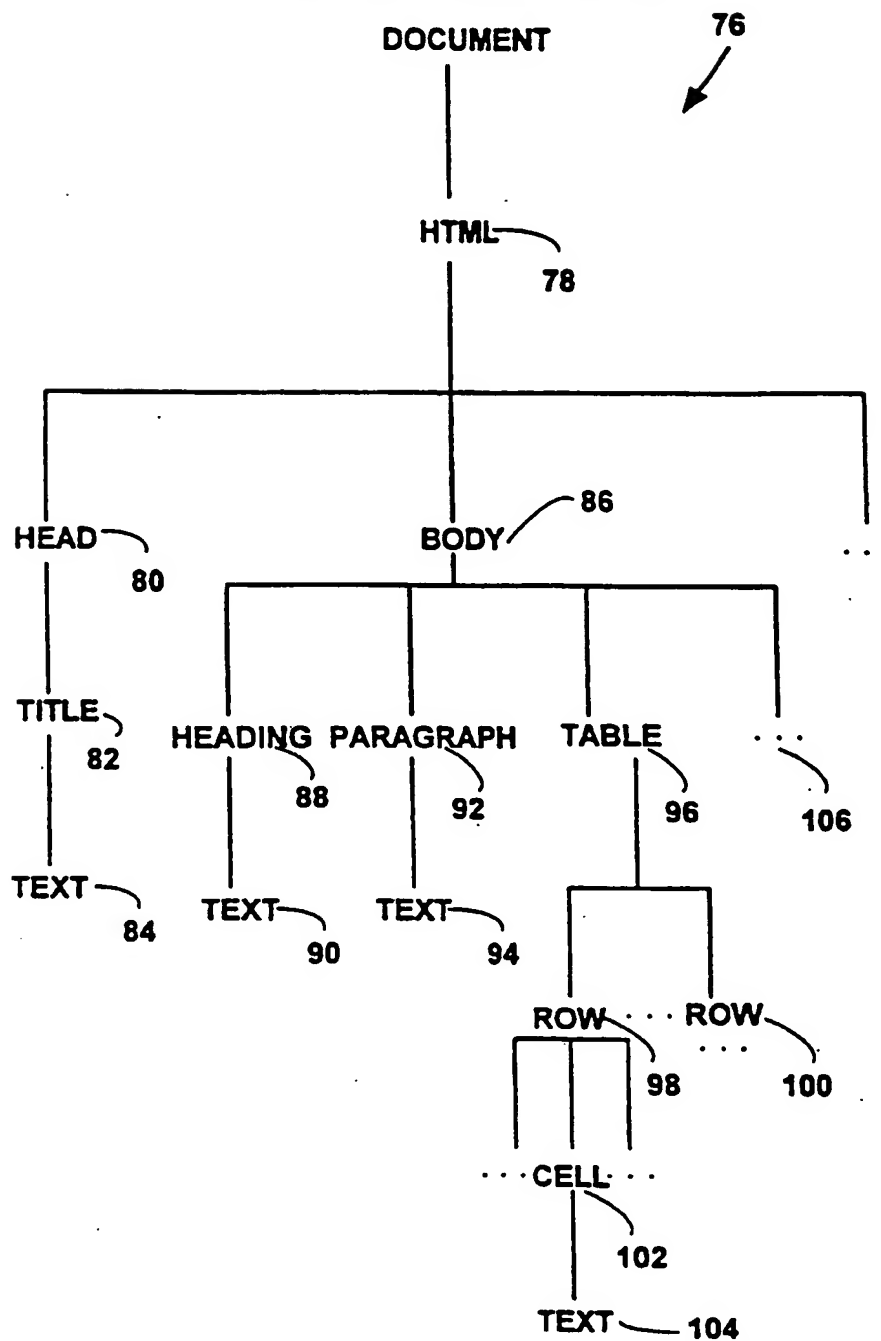 DOCUMENT
76
HTML
78
HEAD
80
BODY
86
. .
TITLE
82
HEADING
88
PARAGRAPH
92
TABLE
96
. . .
106
TEXT
84
TEXT
90
TEXT
94
ROW . . . ROW
98
. . .
100
. . . CELL . . .
102
TEXT
104